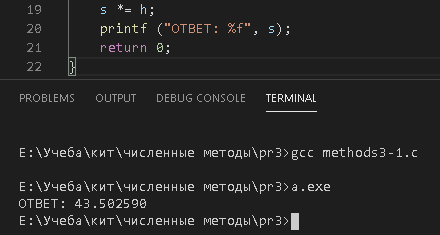 19 s *= h;
20 printf ("ОТВЕТ: %f", s);
21 return 0;
22 }
PROBLEMS OUTPUT DEBUG CONSOLE TERMINAL
E:\Учеба\кит\численные методы\pr3>gcc methods3-1.c
E:\Учеба\кит\численные методы\pr3>a.exe
ОТВЕТ: 43.502590
E:\Учеба\кит\численные методы\pr3>